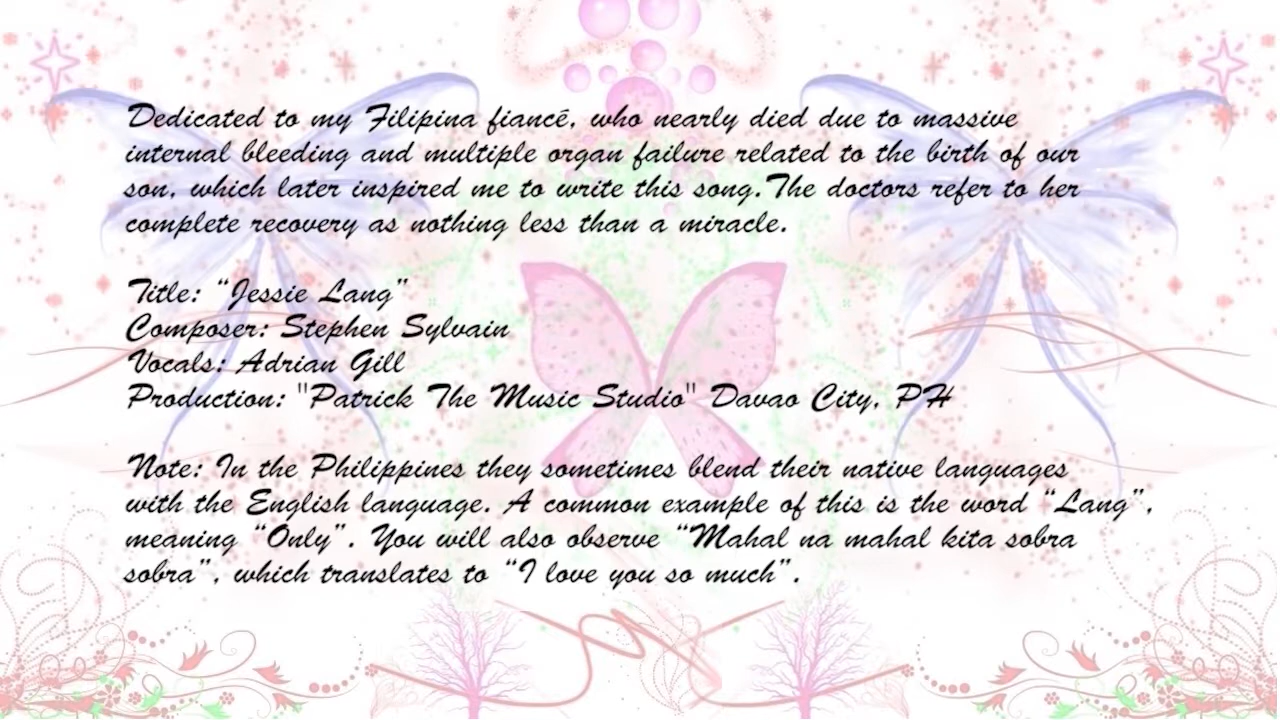 Dedicated to my Filipina fiancé, who nearly died due to massive
internal bleeding and multiple organ failure related to the birth of our
son, which later inspired me to write this song.The doctors refer to her
complete recovery as nothing less than a miracle.
Title: “Jessie Lang”
Composer: Stephen Sylvain
Vocals: Adrian Gill
Production: "Patrick The Music Studio" Davao City, PH
Note: In the Philippines they sometimes blend their native languages
with the English language. A common example of this is the word “Lang”,
meaning “Only”. You will also observe “Mahal na mahal kita sobra
sobra”, which translates to “I love you so much”.